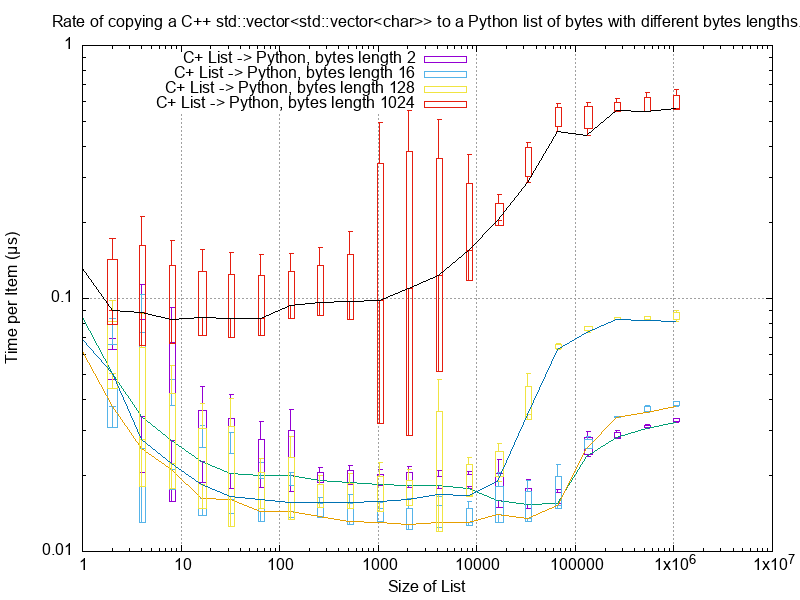 Rate of copying a C++ std::vector<std::vector<char>> to a Python list of bytes with different bytes lengths.
C+ List -> Python, bytes length 2
C+ List -> Python, bytes length 16
C+ List -> Python, bytes length 128
C+ List -> Python, bytes length 1024
1
0.1
0.01
Time per Item (µs)
1 10 100 1000 10000 100000 1x10⁶ 1x10⁷
Size of List